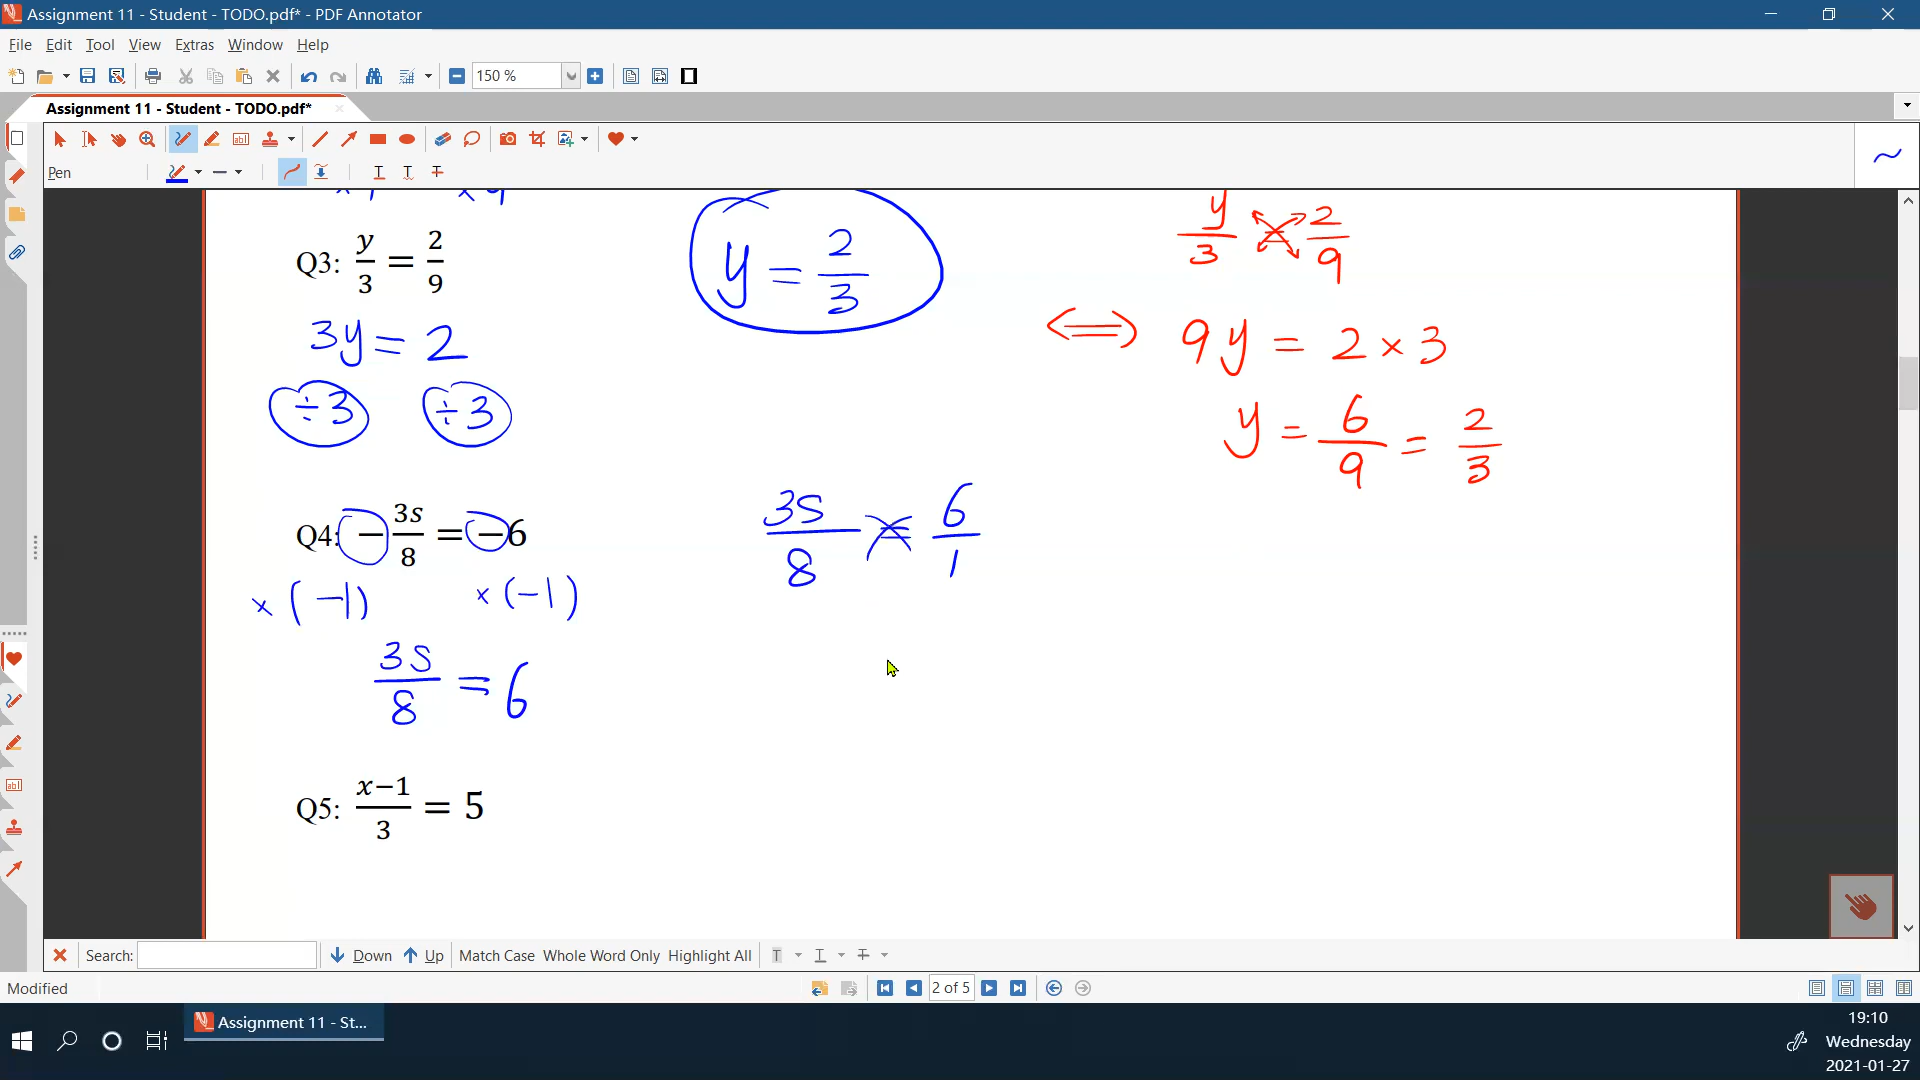 Assignment 11 - Student - TODO.pdf* - PDF Annotator
File Edit Tool View Extras Window Help
150 %
Assignment 11 - Student - TODO.pdf*
Pen
Q3: y/3 = 2/9
3y = 2
÷3 ÷3
y = 2/3
y/3 = 2/9
⟺ 9y = 2 × 3
y = 6/9 = 2/3
Q4: −3s/8 = −6
× (−1) × (−1)
3s/8 = 6
3s/8 = 6/1
Q5: x−1/3 = 5
Search: Down Up Match Case Whole Word Only Highlight All
Modified
2 of 5
Assignment 11 - St...
19:10
Wednesday
2021-01-27